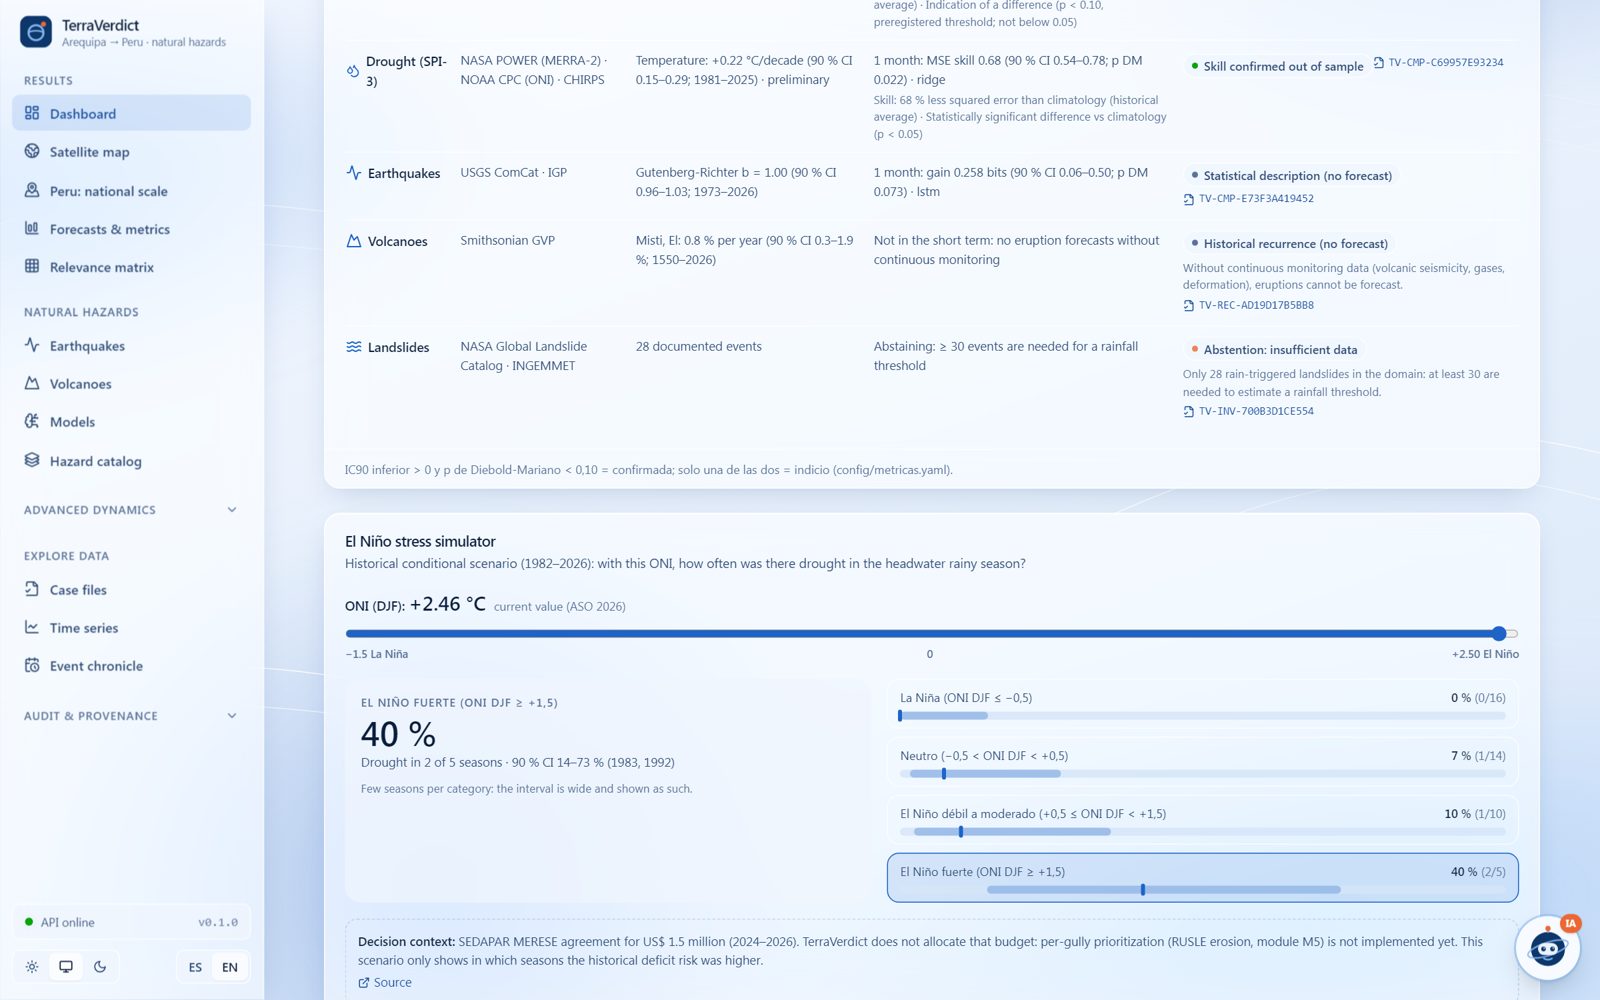 TerraVerdict
Arequipa → Peru · natural hazards
RESULTS
Dashboard
Satellite map
Peru: national scale
Forecasts & metrics
Relevance matrix
NATURAL HAZARDS
Earthquakes
Volcanoes
Models
Hazard catalog
ADVANCED DYNAMICS
EXPLORE DATA
Case files
Time series
Event chronicle
AUDIT & PROVENANCE
API online
v0.1.0
ES
EN
average) · Indication of a difference (p < 0.10,
preregistered threshold; not below 0.05)
Drought (SPI-
3)
NASA POWER (MERRA-2) ·
NOAA CPC (ONI) · CHIRPS
Temperature: +0.22 °C/decade (90 % CI
0.15–0.29; 1981–2025) · preliminary
1 month: MSE skill 0.68 (90 % CI 0.54–0.78; p DM
0.022) · ridge
Skill: 68 % less squared error than climatology (historical
average) · Statistically significant difference vs climatology
(p < 0.05)
Skill confirmed out of sample
TV-CMP-C69957E93234
Earthquakes
USGS ComCat · IGP
Gutenberg-Richter b = 1.00 (90 % CI
0.96–1.03; 1973–2026)
1 month: gain 0.258 bits (90 % CI 0.06–0.50; p DM
0.073) · lstm
Statistical description (no forecast)
TV-CMP-E73F3A419452
Volcanoes
Smithsonian GVP
Misti, El: 0.8 % per year (90 % CI 0.3–1.9
%; 1550–2026)
Not in the short term: no eruption forecasts without
continuous monitoring
Historical recurrence (no forecast)
Without continuous monitoring data (volcanic seismicity, gases,
deformation), eruptions cannot be forecast.
TV-REC-AD19D17B5BB8
Landslides
NASA Global Landslide
Catalog · INGEMMET
28 documented events
Abstaining: ≥ 30 events are needed for a rainfall
threshold
Abstention: insufficient data
Only 28 rain-triggered landslides in the domain: at least 30 are
needed to estimate a rainfall threshold.
TV-INV-700B3D1CE554
IC90 inferior > 0 y p de Diebold-Mariano < 0,10 = confirmada; solo una de las dos = indicio (config/metricas.yaml).
El Niño stress simulator
Historical conditional scenario (1982–2026): with this ONI, how often was there drought in the headwater rainy season?
ONI (DJF): +2.46 °C current value (ASO 2026)
−1.5 La Niña
0
+2.50 El Niño
EL NIÑO FUERTE (ONI DJF ≥ +1,5)
40 %
Drought in 2 of 5 seasons · 90 % CI 14–73 % (1983, 1992)
Few seasons per category: the interval is wide and shown as such.
La Niña (ONI DJF ≤ −0,5)
0 % (0/16)
Neutro (−0,5 < ONI DJF < +0,5)
7 % (1/14)
El Niño débil a moderado (+0,5 ≤ ONI DJF < +1,5)
10 % (1/10)
El Niño fuerte (ONI DJF ≥ +1,5)
40 % (2/5)
Decision context: SEDAPAR MERESE agreement for US$ 1.5 million (2024–2026). TerraVerdict does not allocate that budget: per-gully prioritization (RUSLE erosion, module M5) is not implemented yet. This
scenario only shows in which seasons the historical deficit risk was higher.
Source
IA